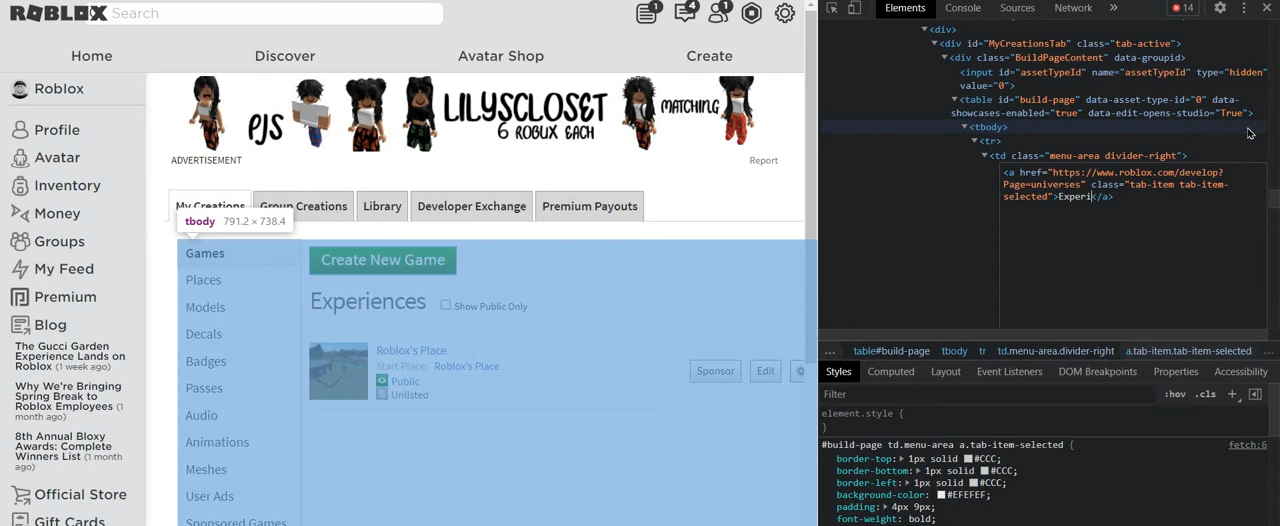 ROBLOX Search 1 4 1
Home Discover Avatar Shop Create
Roblox
Profile
Avatar
Inventory
Money
Groups
My Feed
Premium
Blog
The Gucci Garden
Experience Lands on
Roblox (1 week ago)
Why We're Bringing
Spring Break to
Roblox Employees (1
month ago)
8th Annual Bloxy
Awards: Complete
Winners List (1 month
ago)
Official Store
Gift Cards
PJS LILYSCLOSET MATCHING
6 ROBUX EACH
ADVERTISEMENT Report
My Creations Group Creations Library Developer Exchange Premium Payouts
tbody 791.2 × 738.4
Games
Places
Models
Decals
Badges
Passes
Audio
Animations
Meshes
User Ads
Sponsored Games
Create New Game
Experiences Show Public Only
Roblox's Place
Start Place: Roblox's Place
Public
Unlisted
Sponsor Edit
Elements Console Sources Network » 14
<div>
<div id="MyCreationsTab" class="tab-active">
<div class="BuildPageContent" data-groupid>
<input id="assetTypeId" name="assetTypeId" type="hidden"
value="0">
<table id="build-page" data-asset-type-id="0" data-
showcases-enabled="true" data-edit-opens-studio="True">
<tbody>
<tr>
<td class="menu-area divider-right">
<a href="https://www.roblox.com/develop?
Page=universes" class="tab-item tab-item-
selected">Experi</a>
... table#build-page tbody tr td.menu-area.divider-right a.tab-item.tab-item-selected ...
Styles Computed Layout Event Listeners DOM Breakpoints Properties Accessibility
Filter :hov .cls +
element.style {
}
#build-page td.menu-area a.tab-item-selected { fetch:6
border-top: 1px solid #CCC;
border-bottom: 1px solid #CCC;
border-left: 1px solid #CCC;
background-color: #EFEFEF;
padding: 4px 9px;
font-weight: bold;